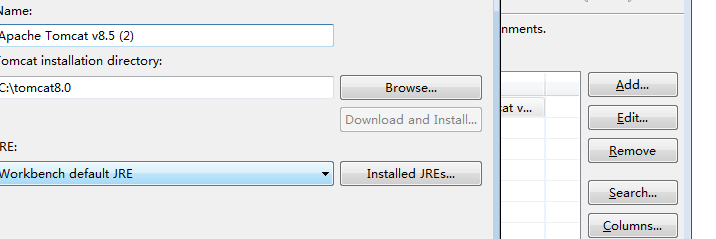 Name:
Apache Tomcat v8.5 (2)
Tomcat installation directory:
C:\tomcat8.0
Browse...
Download and Install...
JRE:
Workbench default JRE
Installed JREs...
nments.
Add...
cat v...
Edit...
Remove
Search...
Columns...